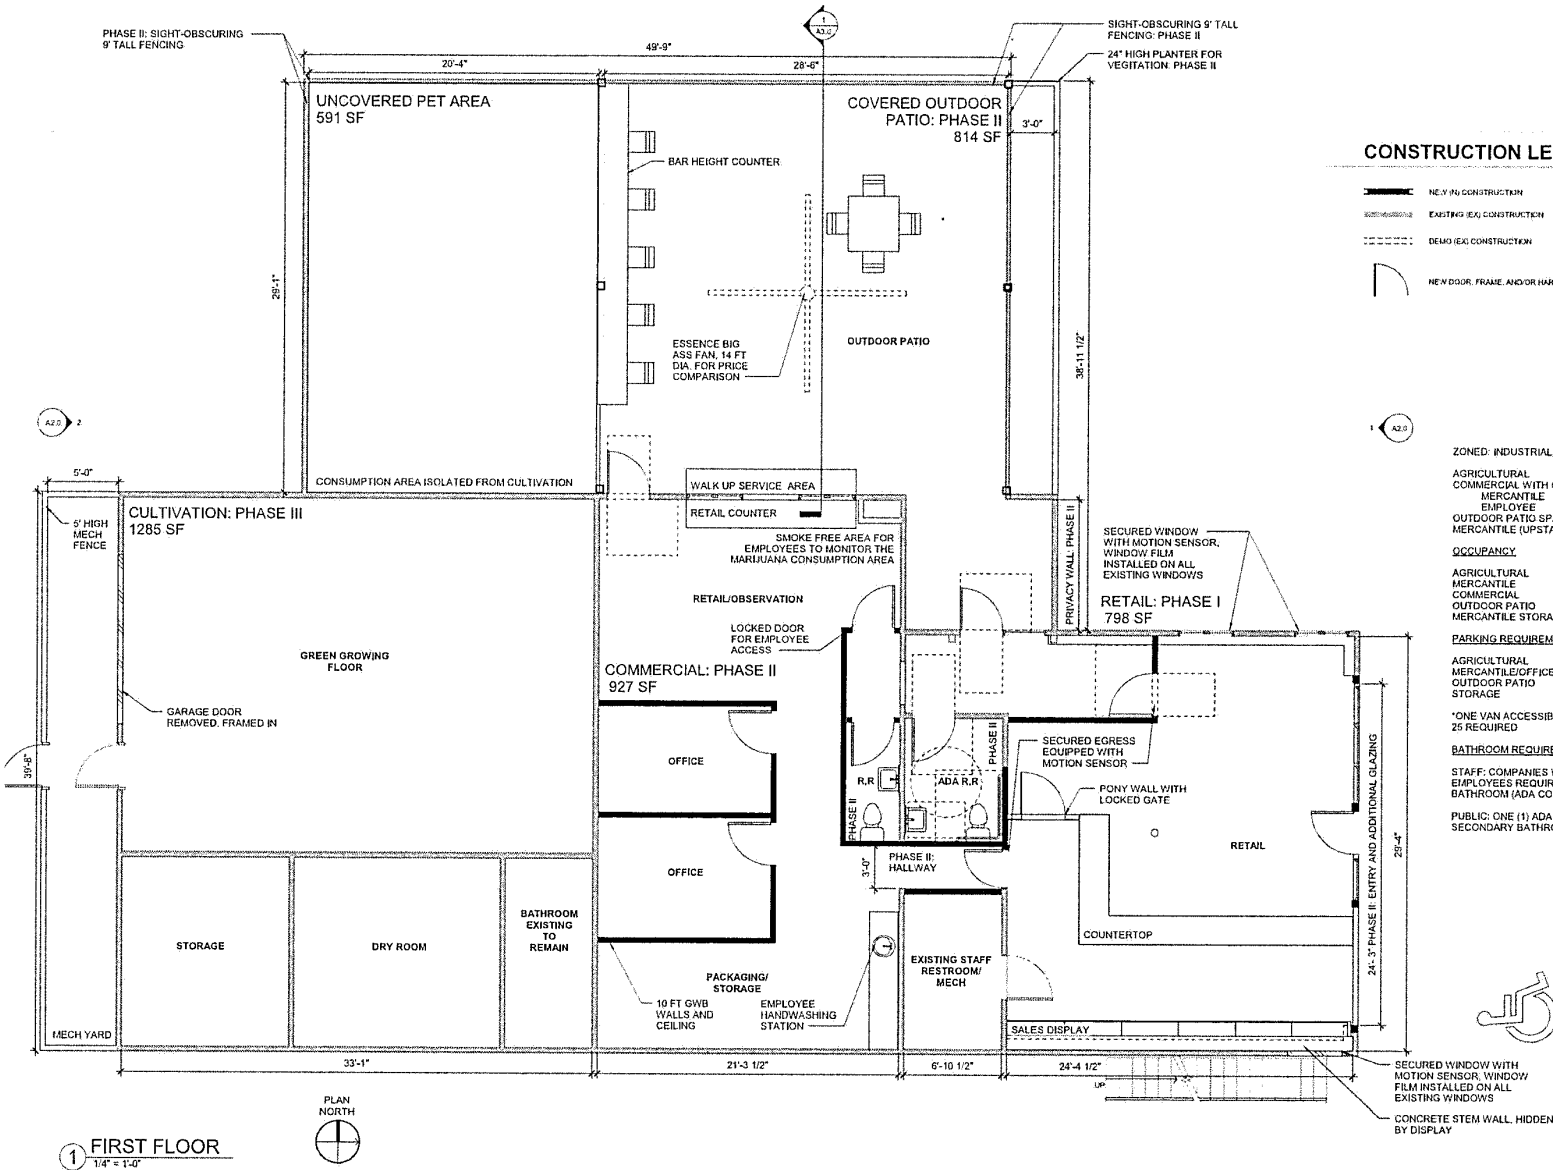 PHASE II: SIGHT-OBSCURING
9' TALL FENCING
1
A3.0
SIGHT-OBSCURING 9' TALL
FENCING: PHASE II
24" HIGH PLANTER FOR
VEGITATION: PHASE II
49'-9"
20'-4"
28'-6"
UNCOVERED PET AREA
591 SF
COVERED OUTDOOR
PATIO: PHASE II
814 SF
3'-0"
BAR HEIGHT COUNTER
CONSTRUCTION LE
NEW (N) CONSTRUCTION
EXISTING (EX) CONSTRUCTION
DEMO (EX) CONSTRUCTION
NEW DOOR, FRAME, AND/OR HAR
29'-1"
ESSENCE BIG
ASS FAN, 14 FT
DIA. FOR PRICE
COMPARISON
OUTDOOR PATIO
38'-11 1/2"
A2.0
2
1
A2.0
CONSUMPTION AREA ISOLATED FROM CULTIVATION
5'-0"
WALK UP SERVICE AREA
RETAIL COUNTER
CULTIVATION: PHASE III
1285 SF
5' HIGH
MECH
FENCE
SMOKE FREE AREA FOR
EMPLOYEES TO MONITOR THE
MARIJUANA CONSUMPTION AREA
PRIVACY WALL: PHASE II
SECURED WINDOW
WITH MOTION SENSOR,
WINDOW FILM
INSTALLED ON ALL
EXISTING WINDOWS
RETAIL: PHASE I
798 SF
RETAIL/OBSERVATION
LOCKED DOOR
FOR EMPLOYEE
ACCESS
COMMERCIAL: PHASE II
927 SF
GREEN GROWING
FLOOR
GARAGE DOOR
REMOVED, FRAMED IN
39'-8"
OFFICE
R.R
PHASE II
ADA R.R
PHASE II
SECURED EGRESS
EQUIPPED WITH
MOTION SENSOR
PONY WALL WITH
LOCKED GATE
RETAIL
OFFICE
3'-0"
PHASE II:
HALLWAY
24'- 3" PHASE II: ENTRY AND ADDITIONAL GLAZING
29'-4"
STORAGE
DRY ROOM
BATHROOM
EXISTING
TO
REMAIN
COUNTERTOP
EXISTING STAFF
RESTROOM/
MECH
PACKAGING/
STORAGE
10 FT GWB
WALLS AND
CEILING
EMPLOYEE
HANDWASHING
STATION
MECH YARD
SALES DISPLAY
33'-1"
21'-3 1/2"
6'-10 1/2"
24'-4 1/2"
UP
SECURED WINDOW WITH
MOTION SENSOR, WINDOW
FILM INSTALLED ON ALL
EXISTING WINDOWS
CONCRETE STEM WALL, HIDDEN
BY DISPLAY
ZONED: INDUSTRIAL,
AGRICULTURAL
COMMERCIAL WITH
MERCANTILE
EMPLOYEE
OUTDOOR PATIO SP
MERCANTILE (UPSTA
OCCUPANCY
AGRICULTURAL
MERCANTILE
COMMERCIAL
OUTDOOR PATIO
MERCANTILE STORA
PARKING REQUIREM
AGRICULTURAL
MERCANTILE/OFFICE
OUTDOOR PATIO
STORAGE
*ONE VAN ACCESSIB
25 REQUIRED
BATHROOM REQUIRE
STAFF: COMPANIES
EMPLOYEES REQUIR
BATHROOM (ADA CO
PUBLIC: ONE (1) ADA
SECONDARY BATHRO
PLAN
NORTH
1
FIRST FLOOR
1/4" = 1'-0"